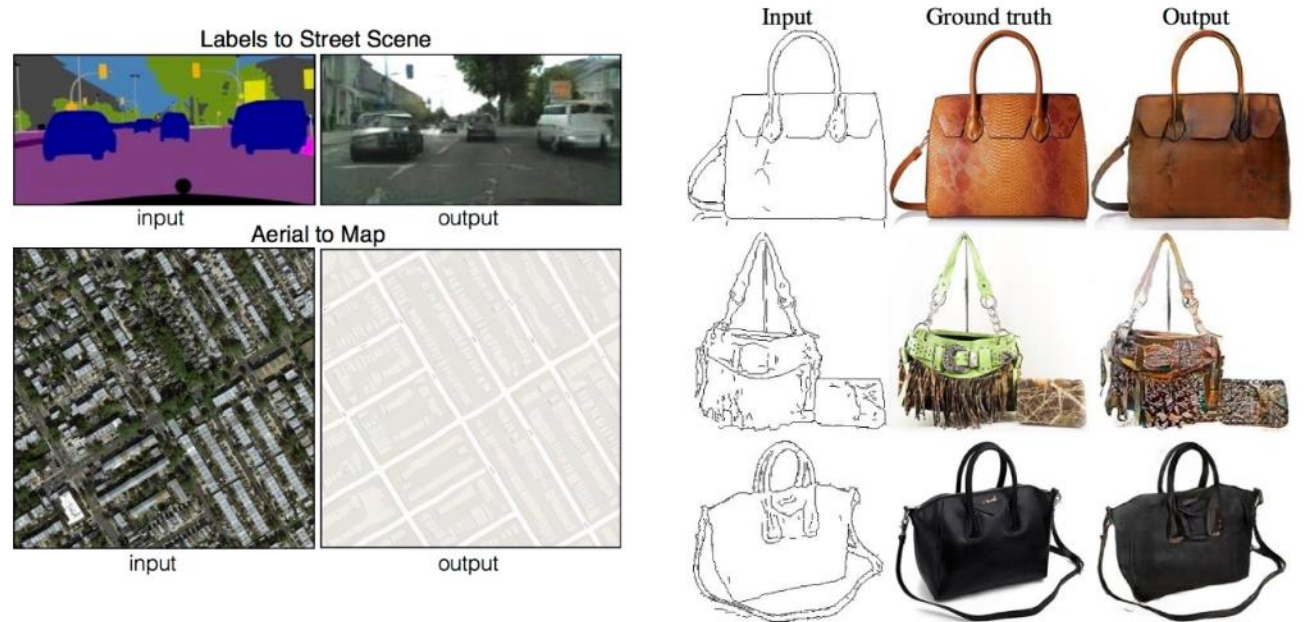 Labels to Street Scene
input
output
Aerial to Map
input
output
Input
Ground truth
Output